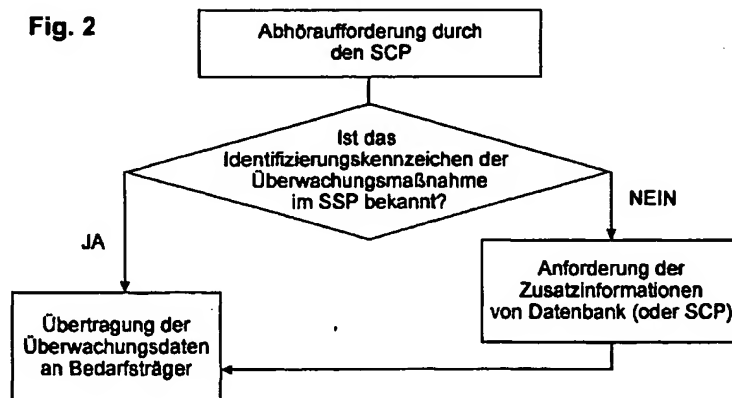 Fig. 2
Abhöraufforderung durch
den SCP
Ist das
Identifizierungskennzeichen der
Überwachungsmaßnahme
im SSP bekannt?
JA
NEIN
Übertragung der
Überwachungsdaten
an Bedarfsträger
Anforderung der
Zusatzinformationen
von Datenbank (oder SCP)